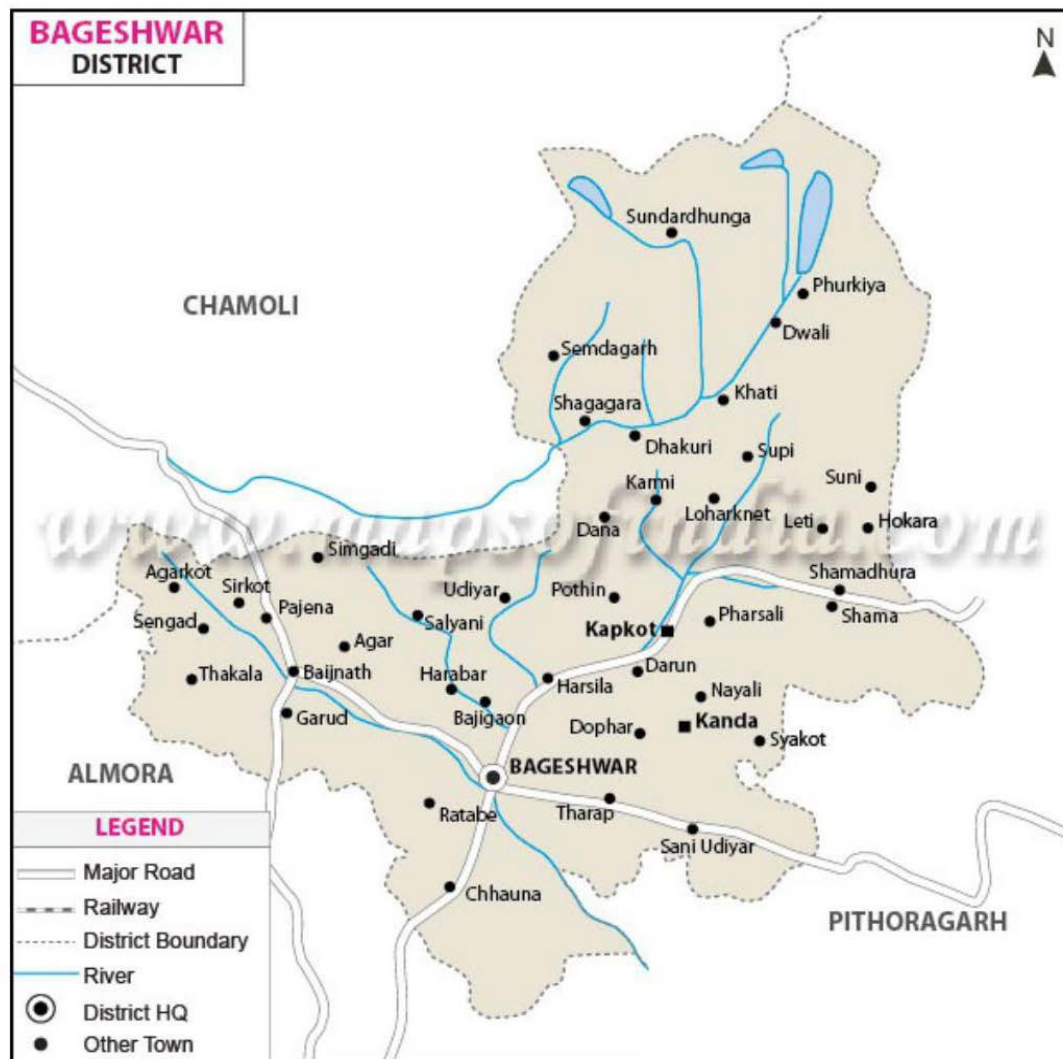 BAGESHWAR
DISTRICT
N
Sundardhunga
CHAMOLI
Phurkiya
Dwali
Semdagarh
Khati
Shagagara
Dhakuri
Supi
Karmi
Suni
Loharknet
www.mapsofindia.com
Dana
Leti
Hokara
Simgadi
Agarkot
Sirkot
Udiyar
Pothin
Shamadhura
Sengad
Pajena
Salyani
Kapkot
Pharsali
Shama
Agar
Thakala
Baijnath
Harabar
Harsila
Darun
Nayali
Garud
Bajigaon
Dophar
Kanda
Syakot
ALMORA
BAGESHWAR
Ratabe
Tharap
Sani Udiyar
Chhauna
PITHORAGARH
LEGEND
Major Road
Railway
District Boundary
River
District HQ
Other Town